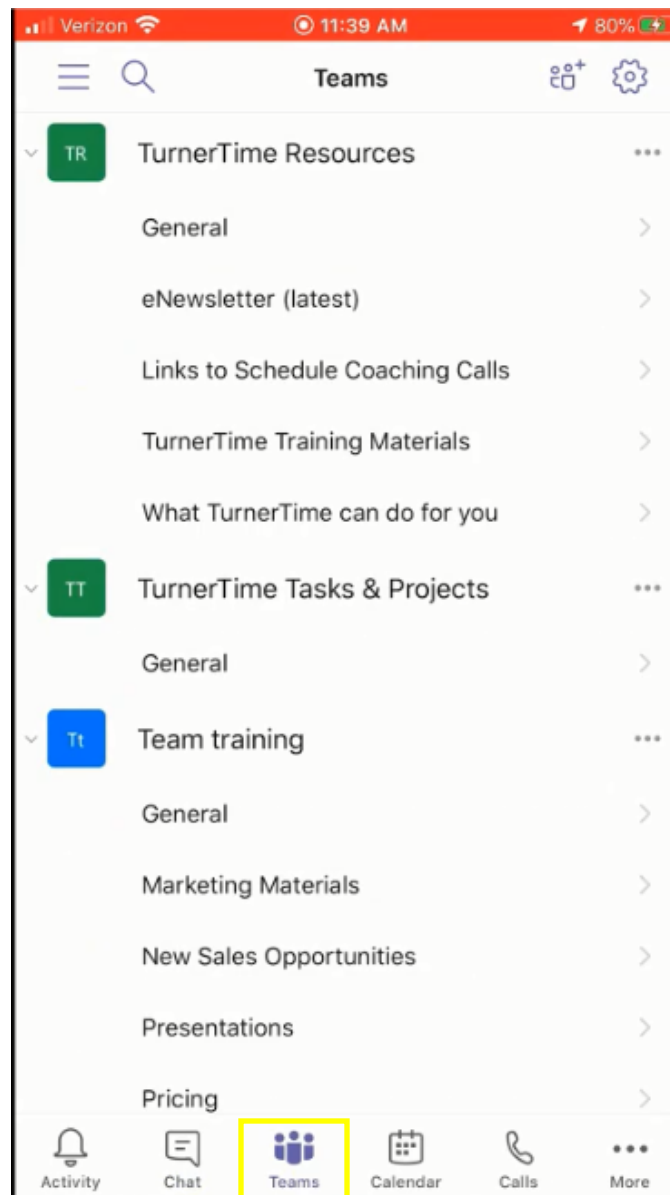 Verizon 11:39 AM 80%
Teams
TR TurnerTime Resources
General
eNewsletter (latest)
Links to Schedule Coaching Calls
TurnerTime Training Materials
What TurnerTime can do for you
TT TurnerTime Tasks & Projects
General
Tt Team training
General
Marketing Materials
New Sales Opportunities
Presentations
Pricing
Activity Chat Teams Calendar Calls More